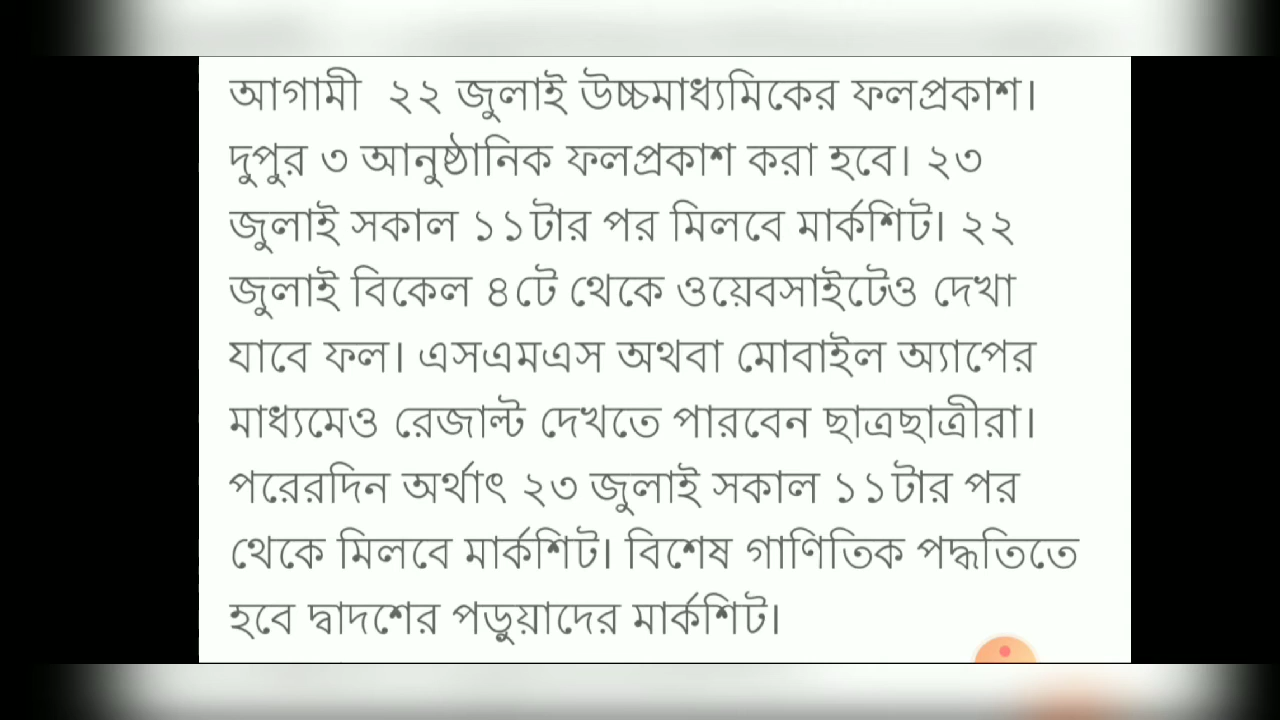 আগামী ২২ জুলাই উচ্চমাধ্যমিকের ফলপ্রকাশ।
দুপুর ৩ আনুষ্ঠানিক ফলপ্রকাশ করা হবে। ২৩
জুলাই সকাল ১১টার পর মিলবে মার্কশিট। ২২
জুলাই বিকেল ৪টে থেকে ওয়েবসাইটেও দেখা
যাবে ফল। এসএমএস অথবা মোবাইল অ্যাপের
মাধ্যমেও রেজাল্ট দেখতে পারবেন ছাত্রছাত্রীরা।
পরেরদিন অর্থাৎ ২৩ জুলাই সকাল ১১টার পর
থেকে মিলবে মার্কশিট। বিশেষ গাণিতিক পদ্ধতিতে
হবে দ্বাদশের পড়ুয়াদের মার্কশিট।